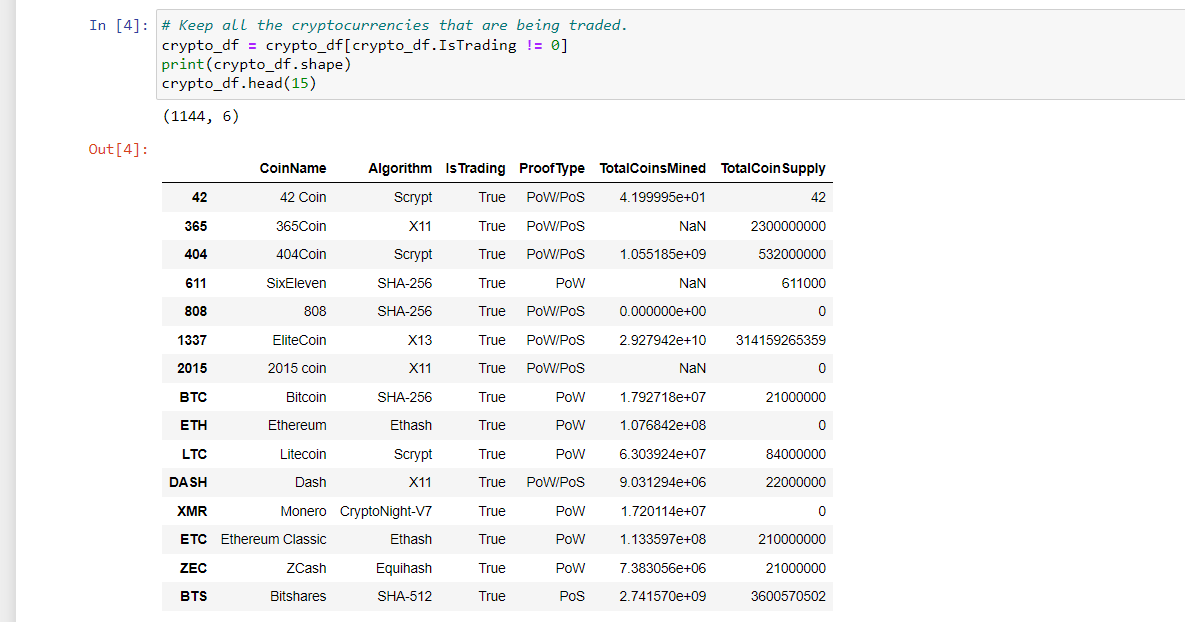 In [4]: # Keep all the cryptocurrencies that are being traded.
crypto_df = crypto_df[crypto_df.IsTrading != 0]
print(crypto_df.shape)
crypto_df.head(15)
(1144, 6)
Out[4]:
CoinName Algorithm IsTrading ProofType TotalCoinsMined TotalCoinSupply
42 42 Coin Scrypt True PoW/PoS 4.199995e+01 42
365 365Coin X11 True PoW/PoS NaN 2300000000
404 404Coin Scrypt True PoW/PoS 1.055185e+09 532000000
611 SixEleven SHA-256 True PoW NaN 611000
808 808 SHA-256 True PoW/PoS 0.000000e+00 0
1337 EliteCoin X13 True PoW/PoS 2.927942e+10 314159265359
2015 2015 coin X11 True PoW/PoS NaN 0
BTC Bitcoin SHA-256 True PoW 1.792718e+07 21000000
ETH Ethereum Ethash True PoW 1.076842e+08 0
LTC Litecoin Scrypt True PoW 6.303924e+07 84000000
DASH Dash X11 True PoW/PoS 9.031294e+06 22000000
XMR Monero CryptoNight-V7 True PoW 1.720114e+07 0
ETC Ethereum Classic Ethash True PoW 1.133597e+08 210000000
ZEC ZCash Equihash True PoW 7.383056e+06 21000000
BTS Bitshares SHA-512 True PoS 2.741570e+09 3600570502